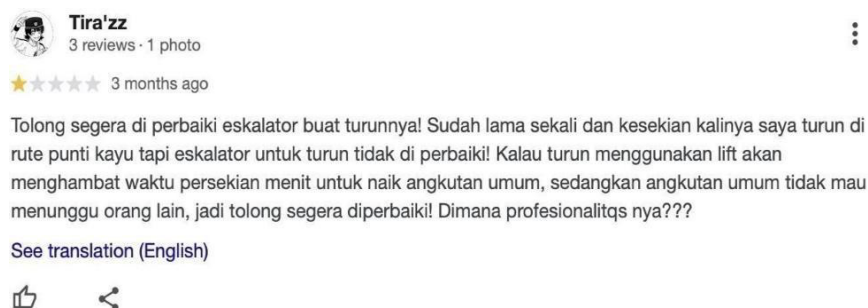 Tira'zz
3 reviews · 1 photo
3 months ago
Tolong segera di perbaiki eskalator buat turunnya! Sudah lama sekali dan kesekian kalinya saya turun di
rute punti kayu tapi eskalator untuk turun tidak di perbaiki! Kalau turun menggunakan lift akan
menghambat waktu persekian menit untuk naik angkutan umum, sedangkan angkutan umum tidak mau
menunggu orang lain, jadi tolong segera diperbaiki! Dimana profesionalitqs nya???
See translation (English)